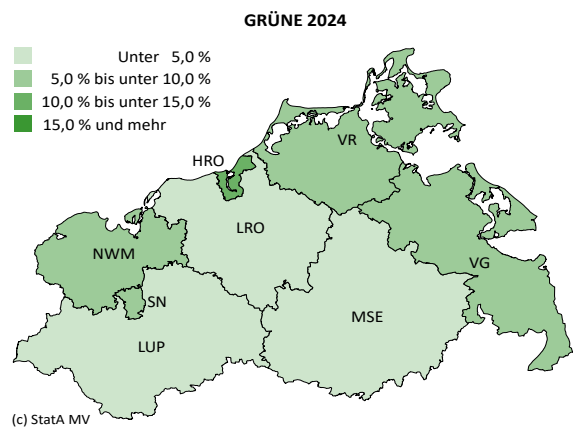 GRÜNE 2024
Unter 5,0 %
5,0 % bis unter 10,0 %
10,0 % bis unter 15,0 %
15,0 % und mehr
VR
HRO
LRO
NWM
VG
SN
MSE
LUP
(c) StatA MV